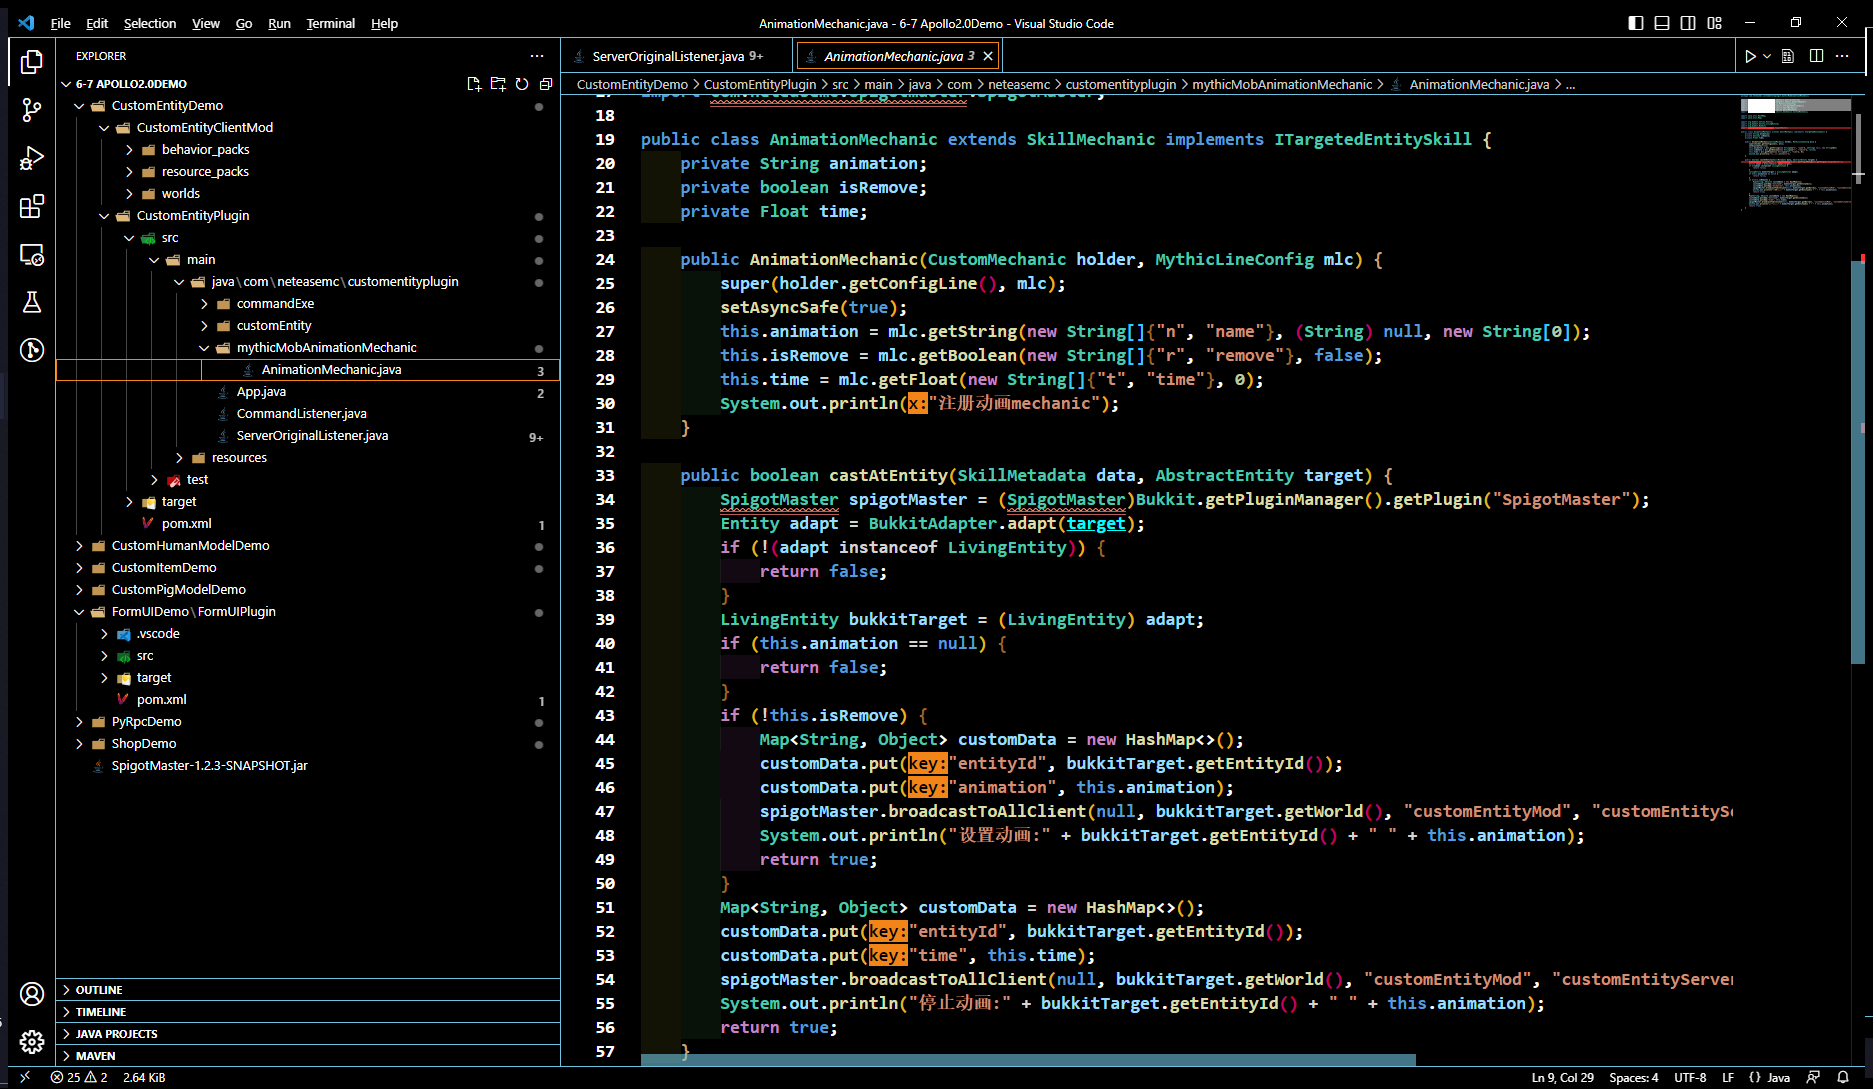 File Edit Selection View Go Run Terminal Help
AnimationMechanic.java - 6-7 Apollo2.0Demo - Visual Studio Code
EXPLORER
6-7 APOLLO2.0DEMO
CustomEntityDemo
CustomEntityClientMod
behavior_packs
resource_packs
worlds
CustomEntityPlugin
src
main
java\com\neteasemc\customentityplugin
commandExe
customEntity
mythicMobAnimationMechanic
AnimationMechanic.java 3
App.java 2
CommandListener.java
ServerOriginalListener.java 9+
resources
test
target
pom.xml 1
CustomHumanModelDemo
CustomItemDemo
CustomPigModelDemo
FormUIDemo\FormUIPlugin
.vscode
src
target
pom.xml 1
PyRpcDemo
ShopDemo
SpigotMaster-1.2.3-SNAPSHOT.jar
OUTLINE
TIMELINE
JAVA PROJECTS
MAVEN
ServerOriginalListener.java 9+
AnimationMechanic.java 3
CustomEntityDemo > CustomEntityPlugin > src > main > java > com > neteasemc > customentityplugin > mythicMobAnimationMechanic > AnimationMechanic.java > ...
18
19 public class AnimationMechanic extends SkillMechanic implements ITargetedEntitySkill {
20 private String animation;
21 private boolean isRemove;
22 private Float time;
23
24 public AnimationMechanic(CustomMechanic holder, MythicLineConfig mlc) {
25 super(holder.getConfigLine(), mlc);
26 setAsyncSafe(true);
27 this.animation = mlc.getString(new String[]{"n", "name"}, (String) null, new String[0]);
28 this.isRemove = mlc.getBoolean(new String[]{"r", "remove"}, false);
29 this.time = mlc.getFloat(new String[]{"t", "time"}, 0);
30 System.out.println(x:"注册动画mechanic");
31 }
32
33 public boolean castAtEntity(SkillMetadata data, AbstractEntity target) {
34 SpigotMaster spigotMaster = (SpigotMaster)Bukkit.getPluginManager().getPlugin("SpigotMaster");
35 Entity adapt = BukkitAdapter.adapt(target);
36 if (!(adapt instanceof LivingEntity)) {
37 return false;
38 }
39 LivingEntity bukkitTarget = (LivingEntity) adapt;
40 if (this.animation == null) {
41 return false;
42 }
43 if (!this.isRemove) {
44 Map<String, Object> customData = new HashMap<>();
45 customData.put(key:"entityId", bukkitTarget.getEntityId());
46 customData.put(key:"animation", this.animation);
47 spigotMaster.broadcastToAllClient(null, bukkitTarget.getWorld(), "customEntityMod", "customEntitySe
48 System.out.println("设置动画:" + bukkitTarget.getEntityId() + " " + this.animation);
49 return true;
50 }
51 Map<String, Object> customData = new HashMap<>();
52 customData.put(key:"entityId", bukkitTarget.getEntityId());
53 customData.put(key:"time", this.time);
54 spigotMaster.broadcastToAllClient(null, bukkitTarget.getWorld(), "customEntityMod", "customEntityServer
55 System.out.println("停止动画:" + bukkitTarget.getEntityId() + " " + this.animation);
56 return true;
57 }
25 2 2.64 KiB
Ln 9, Col 29 Spaces: 4 UTF-8 LF {} Java